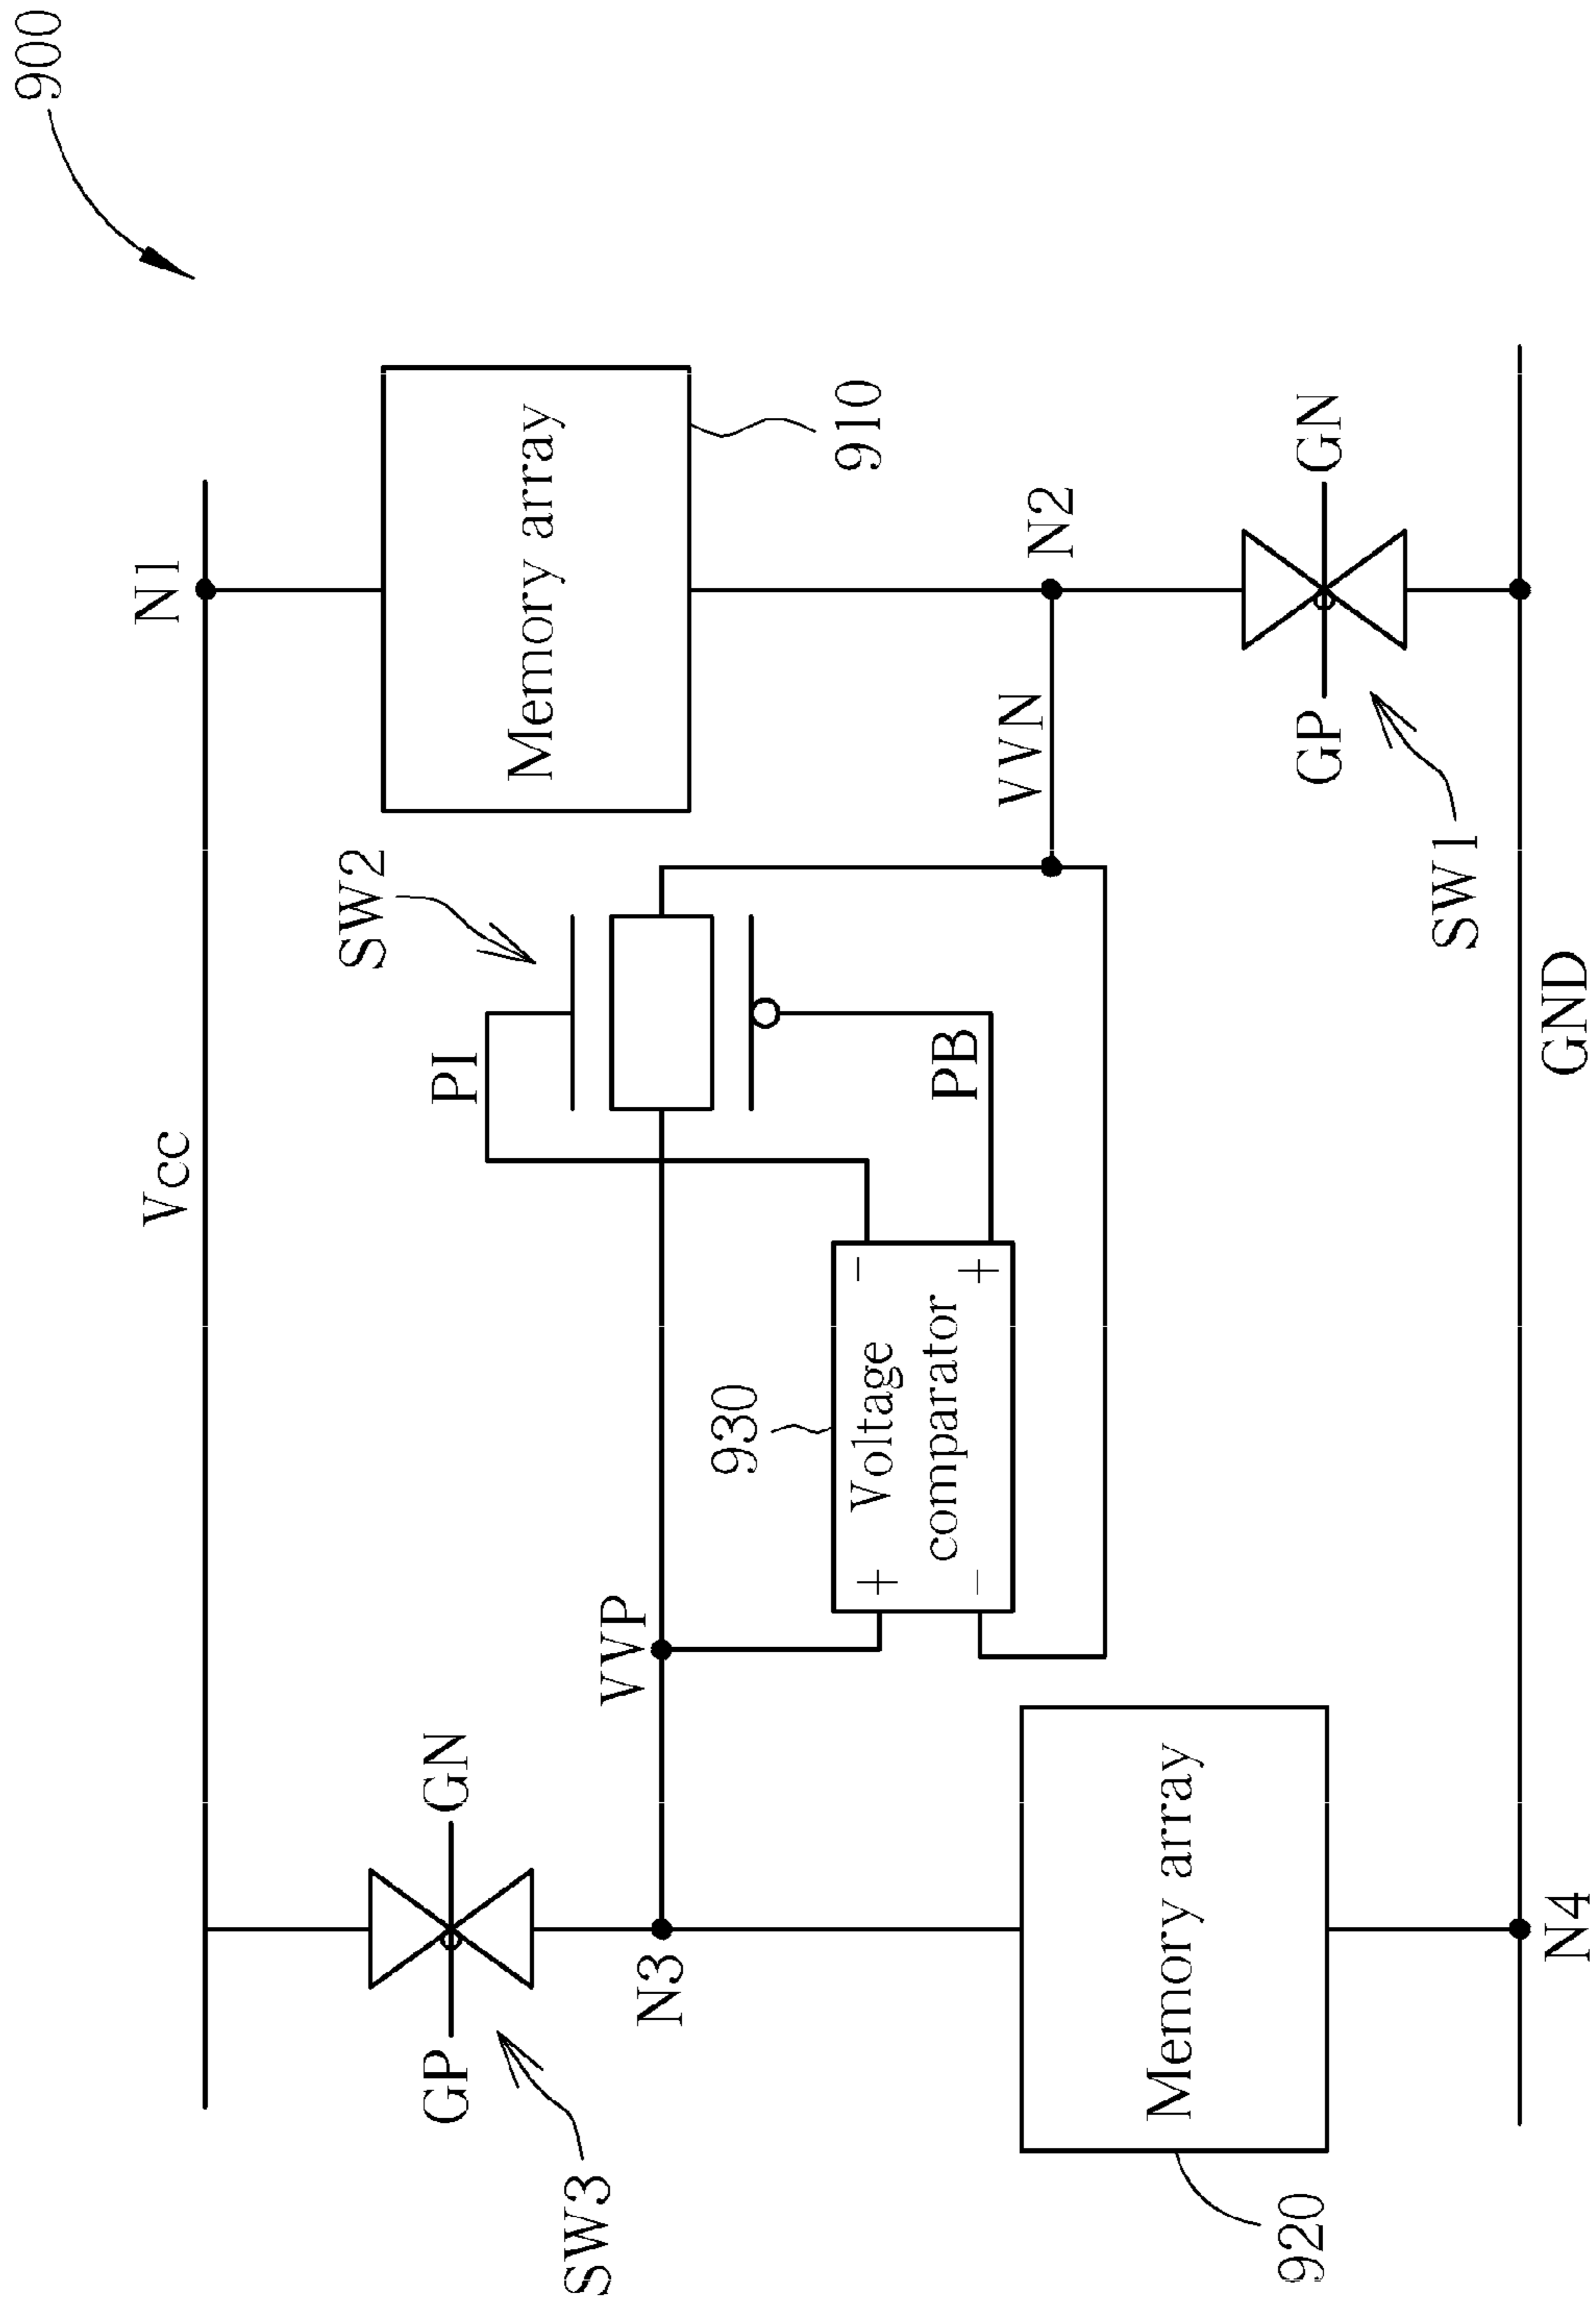 900
Vcc
N1
GP
GN
SW3
SW2
PI
Memory array
910
N3
VVP
930
+
−
Voltage
comparator
−
+
PB
VVN
N2
Memory array
920
GP
GN
SW1
N4
GND